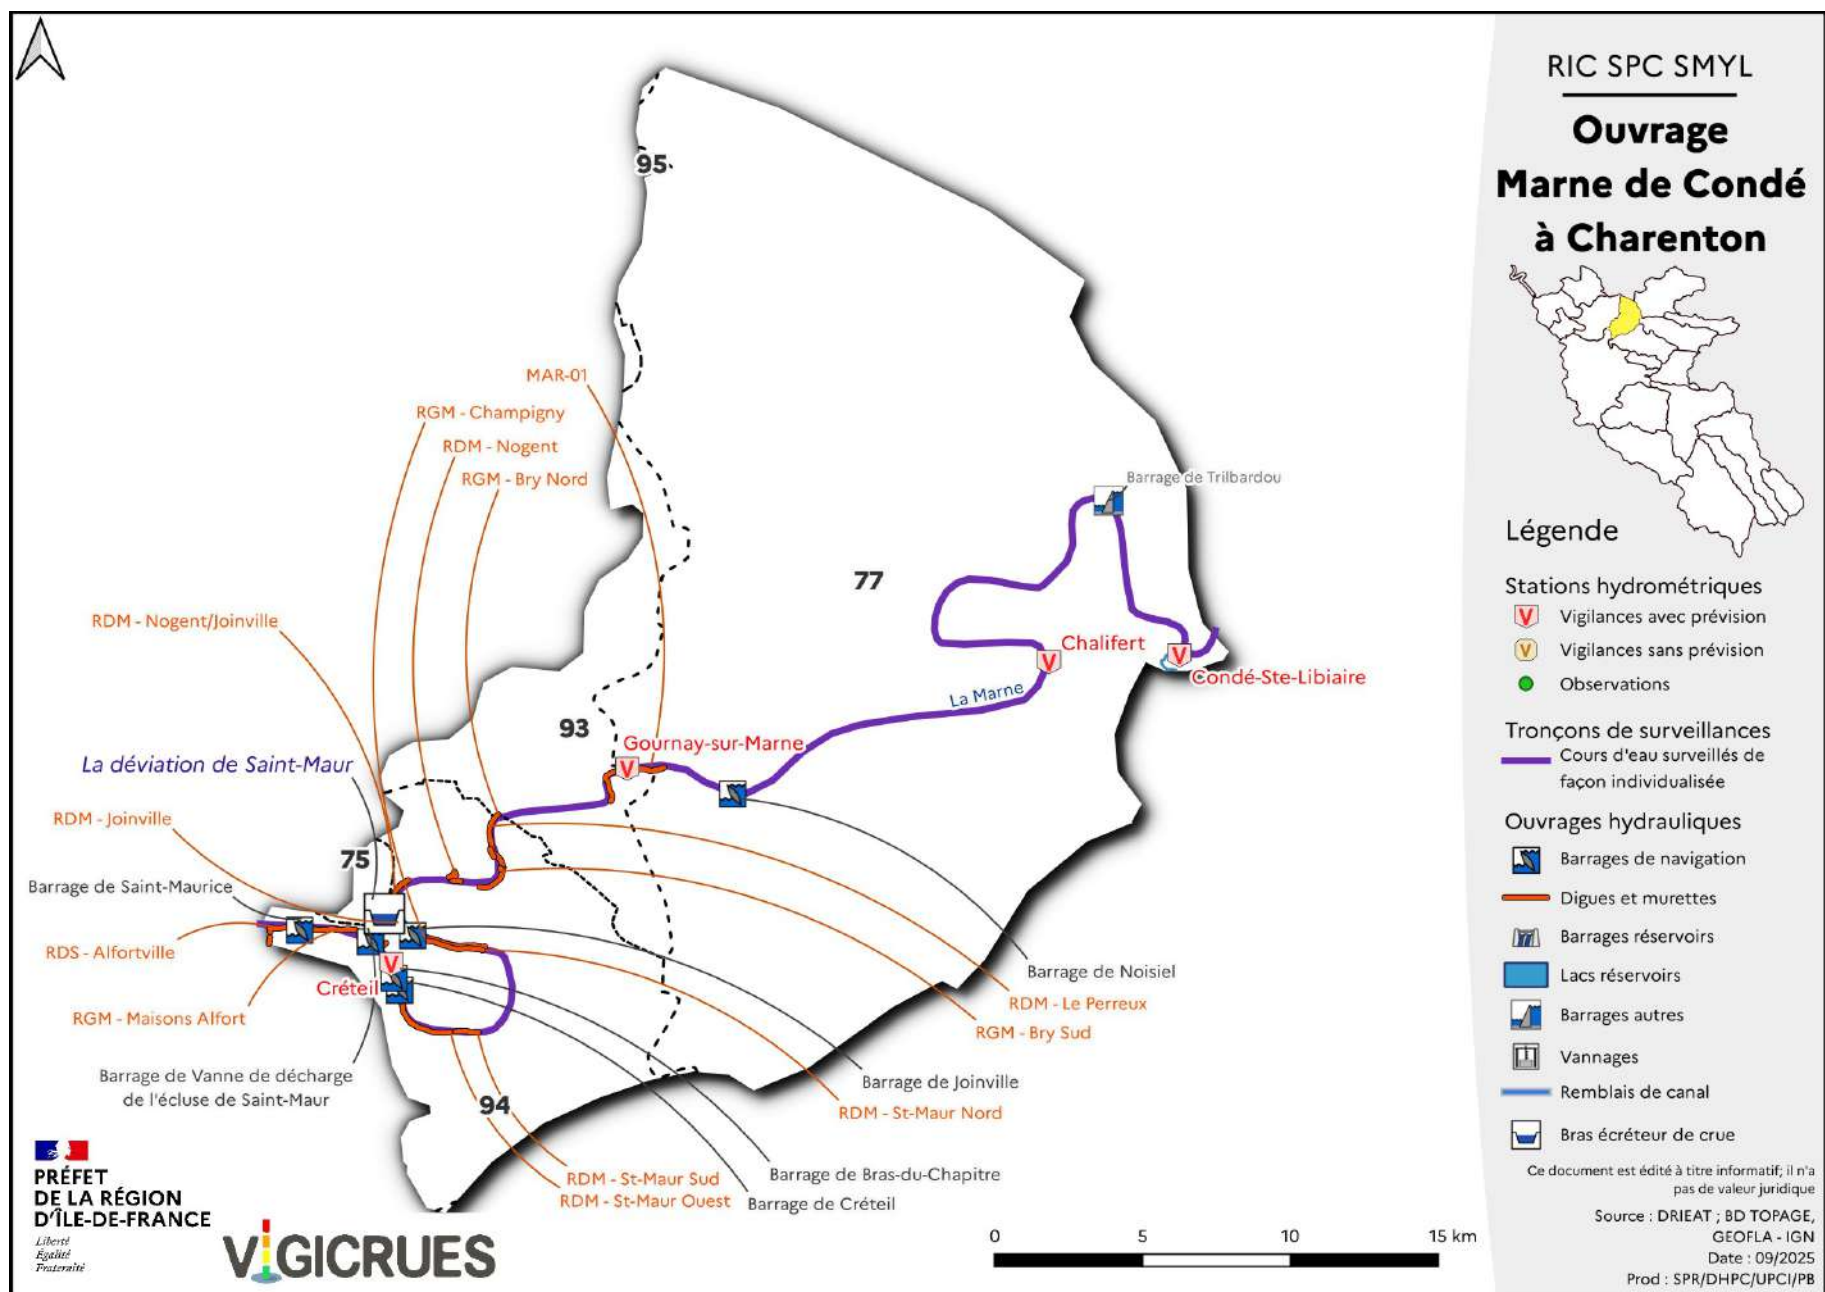 RIC SPC SMYL
Ouvrage
Marne de Condé
à Charenton
95
MAR-01
RGM - Champigny
RDM - Nogent
RGM - Bry Nord
Barrage de Trilbardou
77
RDM - Nogent/Joinville
Chalifert
Condé-Ste-Libiaire
La Marne
93
Gournay-sur-Marne
La déviation de Saint-Maur
RDM - Joinville
75
Barrage de Saint-Maurice
RDS - Alfortville
Créteil
RGM - Maisons Alfort
Barrage de Noisiel
RDM - Le Perreux
RGM - Bry Sud
Barrage de Vanne de décharge
de l'écluse de Saint-Maur
Barrage de Joinville
94
RDM - St-Maur Nord
RDM - St-Maur Sud
Barrage de Bras-du-Chapitre
RDM - St-Maur Ouest
Barrage de Créteil
PRÉFET
DE LA RÉGION
D'ÎLE-DE-FRANCE
Liberté
Égalité
Fraternité
VIGICRUES
0 5 10 15 km
Légende
Stations hydrométriques
V Vigilances avec prévision
V Vigilances sans prévision
Observations
Tronçons de surveillances
Cours d'eau surveillés de
façon individualisée
Ouvrages hydrauliques
Barrages de navigation
Digues et murettes
Barrages réservoirs
Lacs réservoirs
Barrages autres
Vannages
Remblais de canal
Bras écréteur de crue
Ce document est édité à titre informatif; il n'a
pas de valeur juridique
Source : DRIEAT ; BD TOPAGE,
GEOFLA - IGN
Date : 09/2025
Prod : SPR/DHPC/UPCI/PB